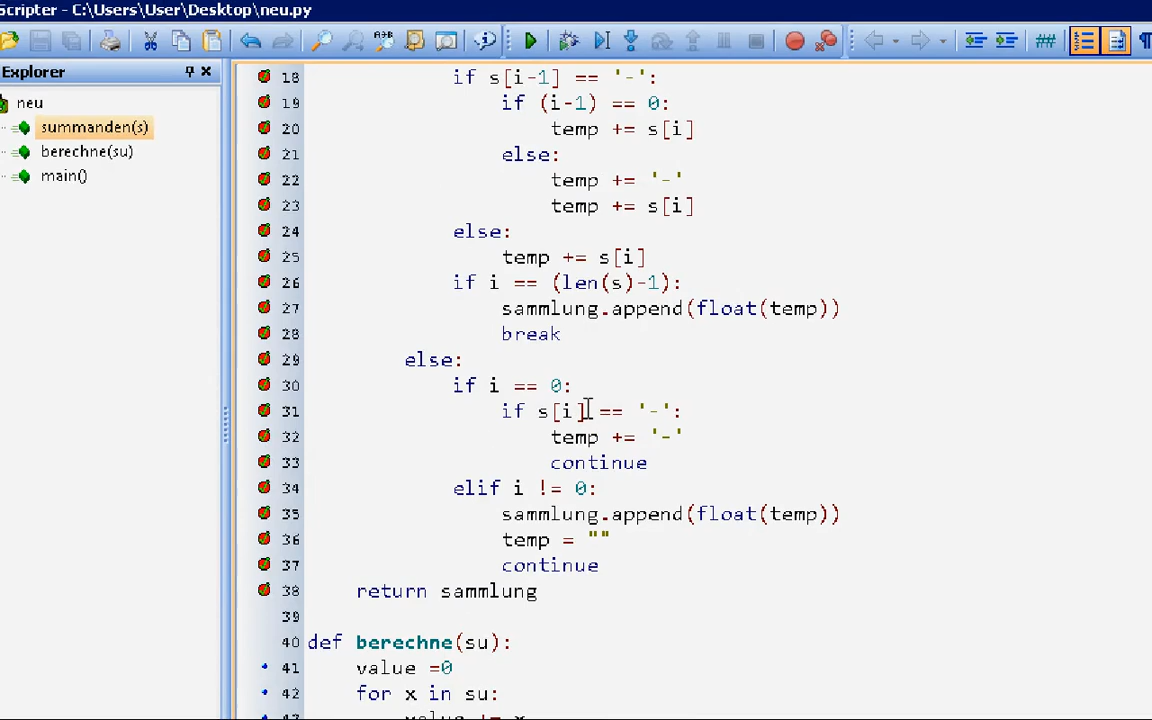 Scripter - C:\Users\User\Desktop\neu.py
Explorer
neu
summanden(s)
berechne(su)
main()
18 if s[i-1] == '-':
19 if (i-1) == 0:
20 temp += s[i]
21 else:
22 temp += '-'
23 temp += s[i]
24 else:
25 temp += s[i]
26 if i == (len(s)-1):
27 sammlung.append(float(temp))
28 break
29 else:
30 if i == 0:
31 if s[i] == '-':
32 temp += '-'
33 continue
34 elif i != 0:
35 sammlung.append(float(temp))
36 temp = ""
37 continue
38 return sammlung
39
40 def berechne(su):
41 value =0
42 for x in su:
43 value += x